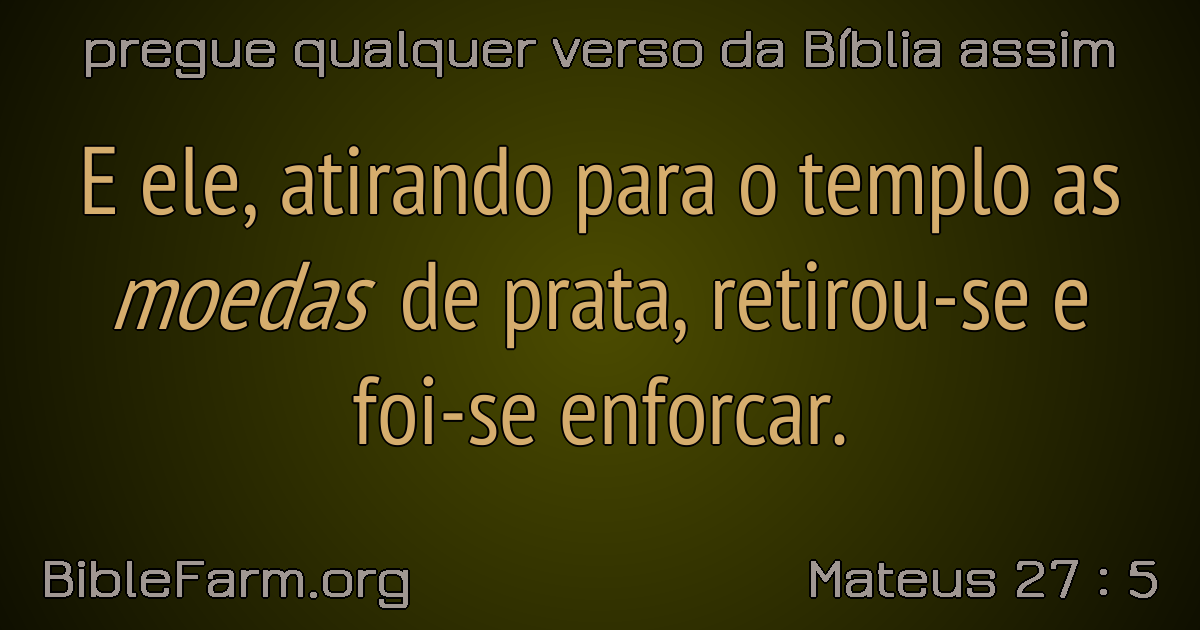 pregue qualquer verso da Bíblia assim
E ele, atirando para o templo as
moedas de prata, retirou-se e
foi-se enforcar.
BibleFarm.org
Mateus 27 : 5